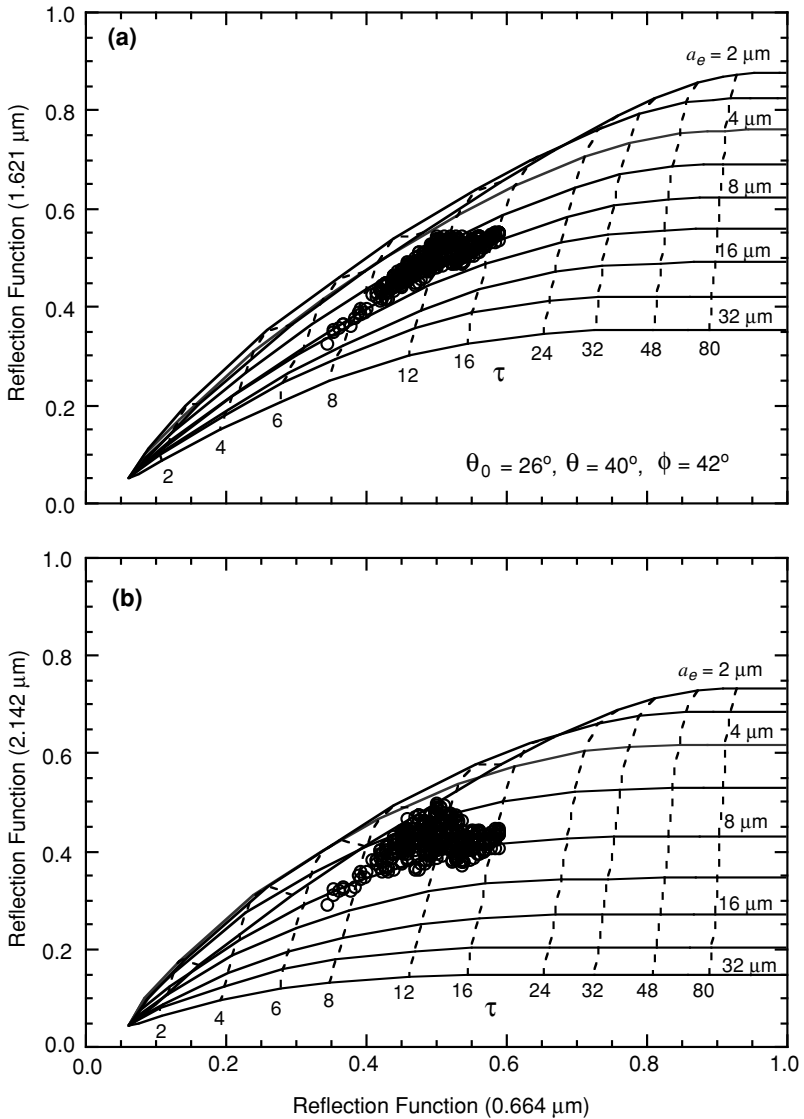 (a)
a_e = 2 µm
4 µm
8 µm
16 µm
32 µm
1.0
0.8
0.6
0.4
0.2
0.0
Reflection Function (1.621 µm)
2
4
6
8
12
16
24
32
48
80
τ
θ₀ = 26º, θ = 40º, ϕ = 42º
(b)
a_e = 2 µm
4 µm
8 µm
16 µm
32 µm
1.0
0.8
0.6
0.4
0.2
0.0
Reflection Function (2.142 µm)
2
4
6
8
12
16
24
32
48
80
τ
0.0
0.2
0.4
0.6
0.8
1.0
Reflection Function (0.664 µm)